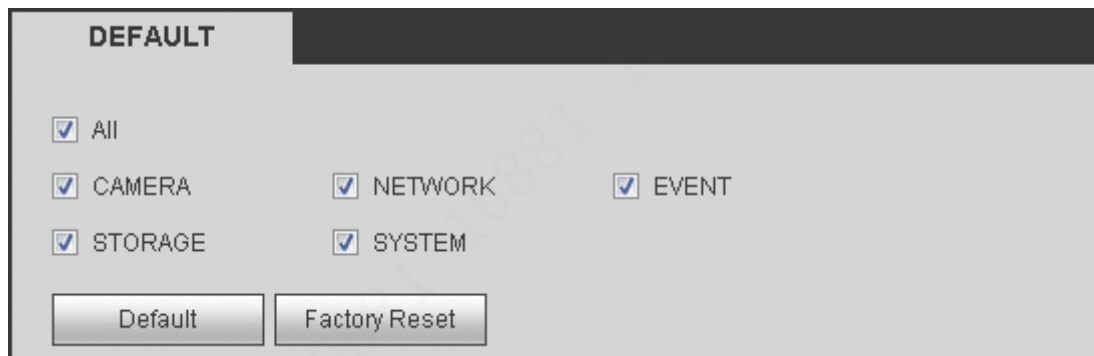 DEFAULT
All
CAMERA NETWORK EVENT
STORAGE SYSTEM
Default Factory Reset